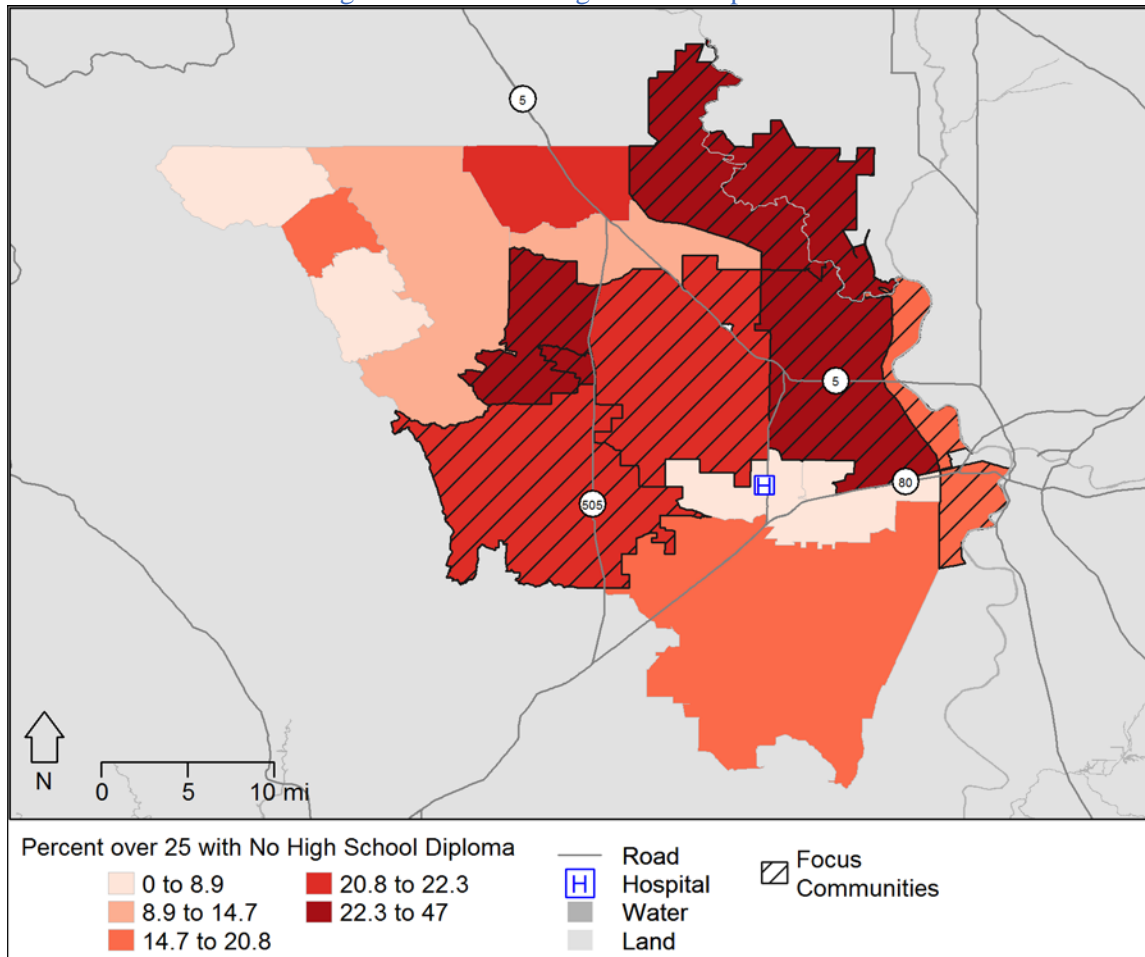 5
5
80
505
H
N
0 5 10 mi
Percent over 25 with No High School Diploma
0 to 8.9
8.9 to 14.7
14.7 to 20.8
20.8 to 22.3
22.3 to 47
Road
H Hospital
Water
Land
Focus
Communities